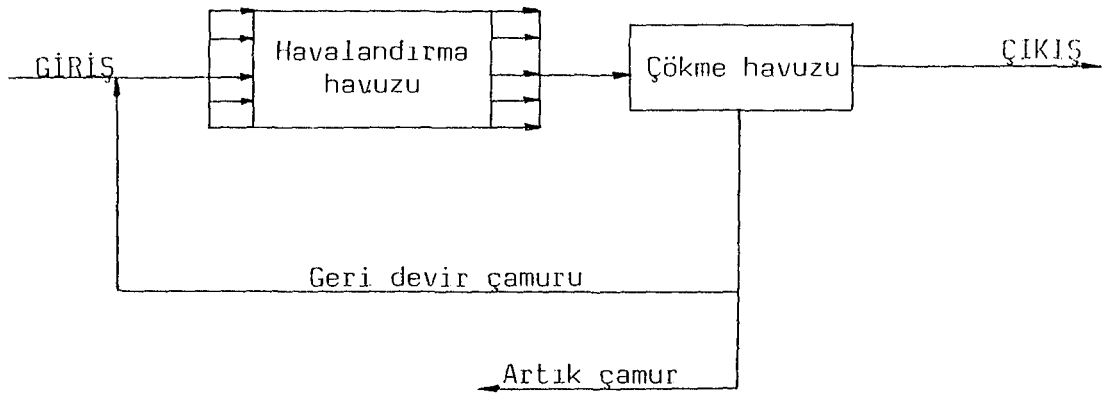 GİRİŞ
Havalandırma
havuzu
Çökme havuzu
ÇIKIŞ
Geri devir çamuru
Artık çamur